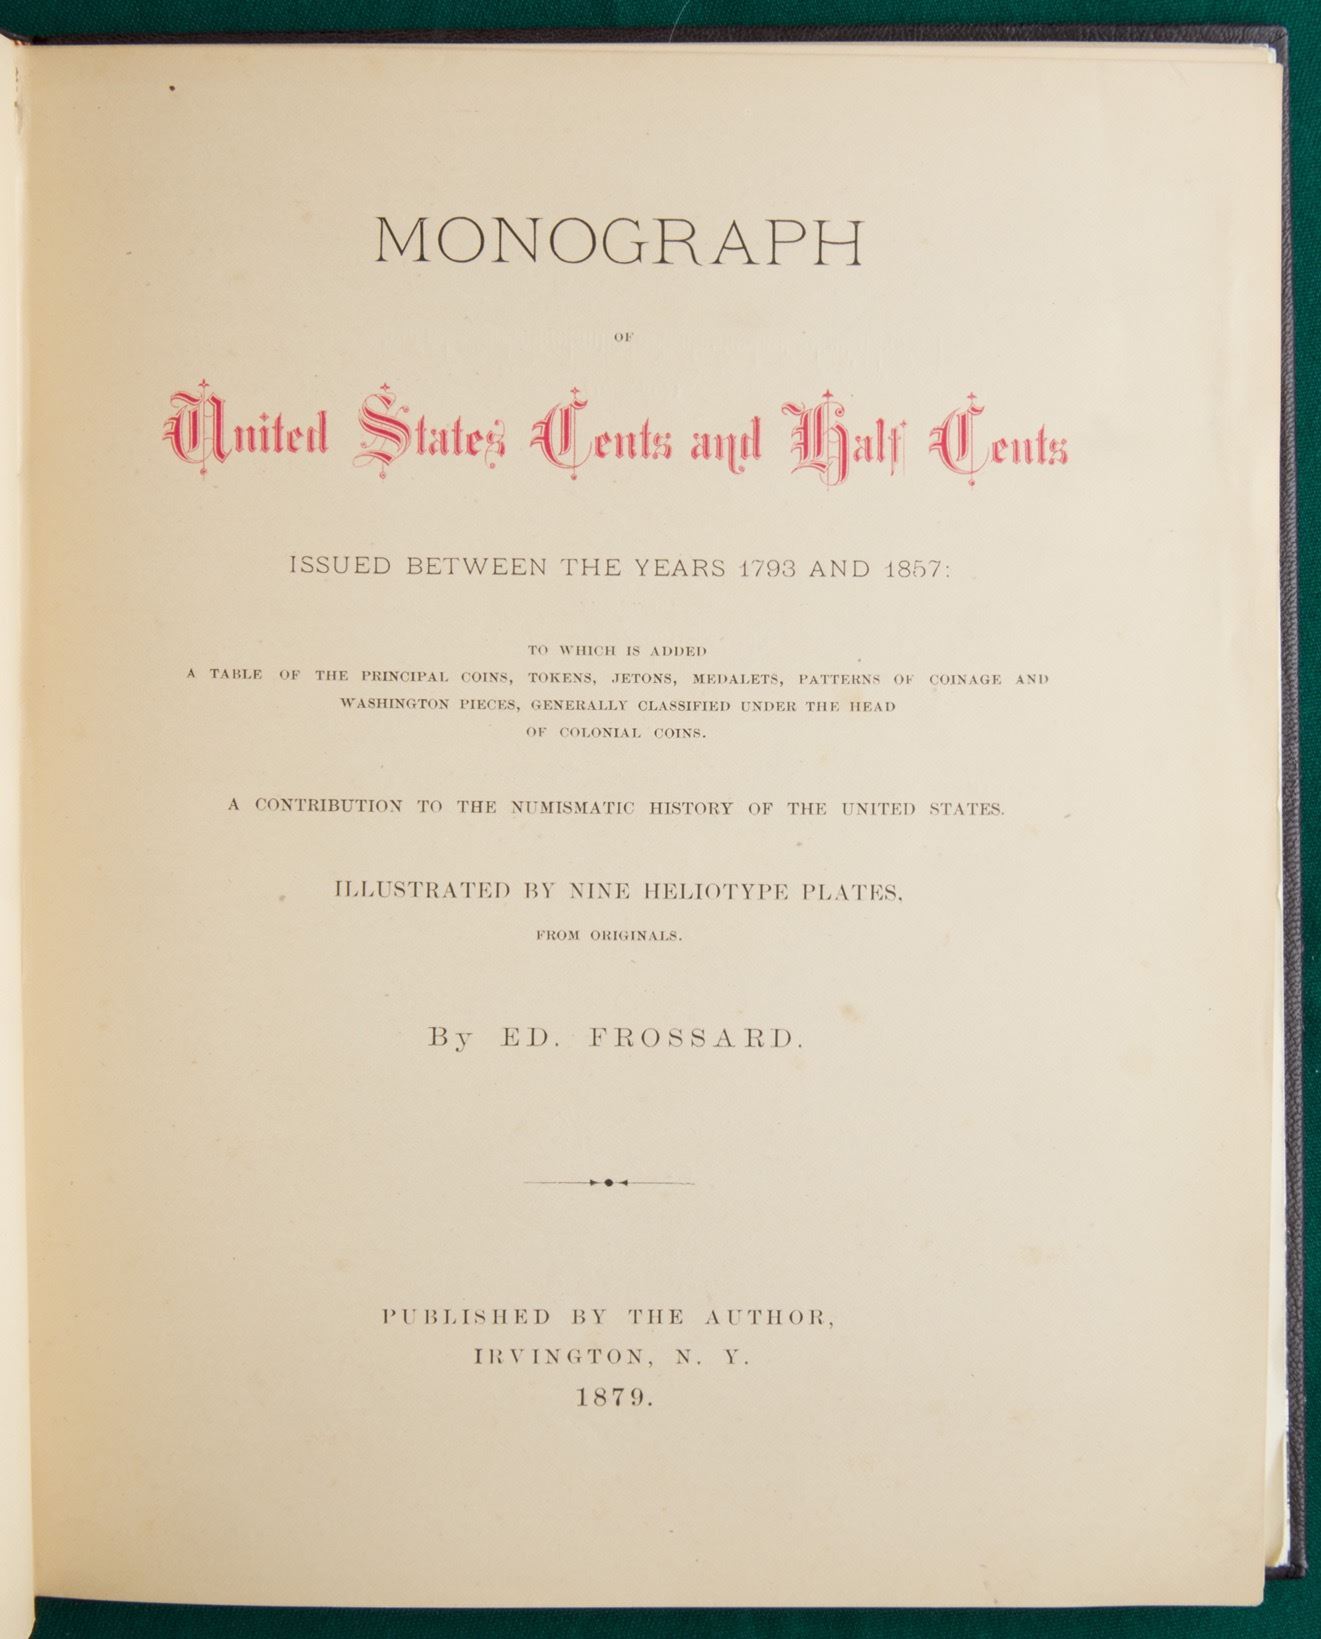 MONOGRAPH
OF
United States Cents and Half Cents
ISSUED BETWEEN THE YEARS 1793 AND 1857:
TO WHICH IS ADDED
A TABLE OF THE PRINCIPAL COINS, TOKENS, JETONS, MEDALETS, PATTERNS OF COINAGE AND
WASHINGTON PIECES, GENERALLY CLASSIFIED UNDER THE HEAD
OF COLONIAL COINS.
A CONTRIBUTION TO THE NUMISMATIC HISTORY OF THE UNITED STATES.
ILLUSTRATED BY NINE HELIOTYPE PLATES,
FROM ORIGINALS.
By ED. FROSSARD.
PUBLISHED BY THE AUTHOR,
IRVINGTON, N. Y.
1879.